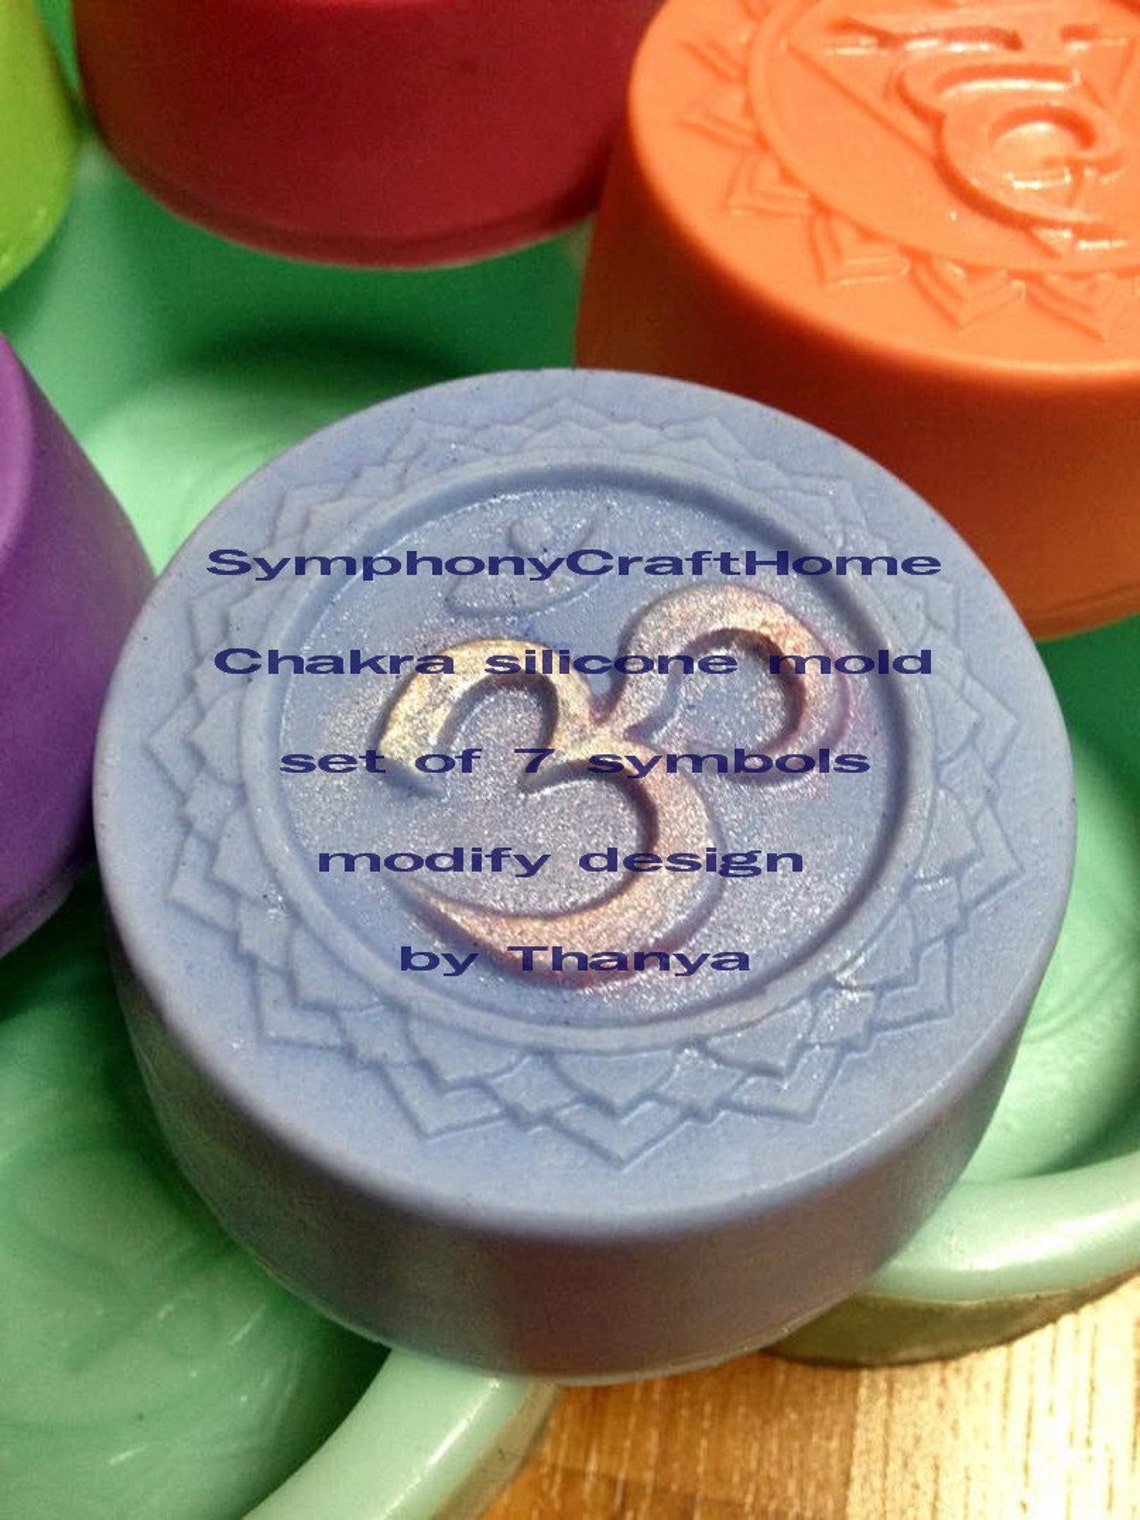 SymphonyCraftHome
Chakra silicone mold
set of 7 symbols
modify design
by Thanya
ॐ